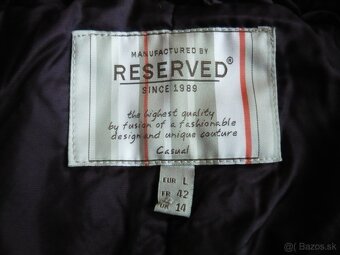 MANUFACTURED BY
RESERVED®
SINCE 1989
the highest quality
by fusion of a fashionable
design and unique couture
Casual
EUR L
FR 42
UK 14
Bazos.sk